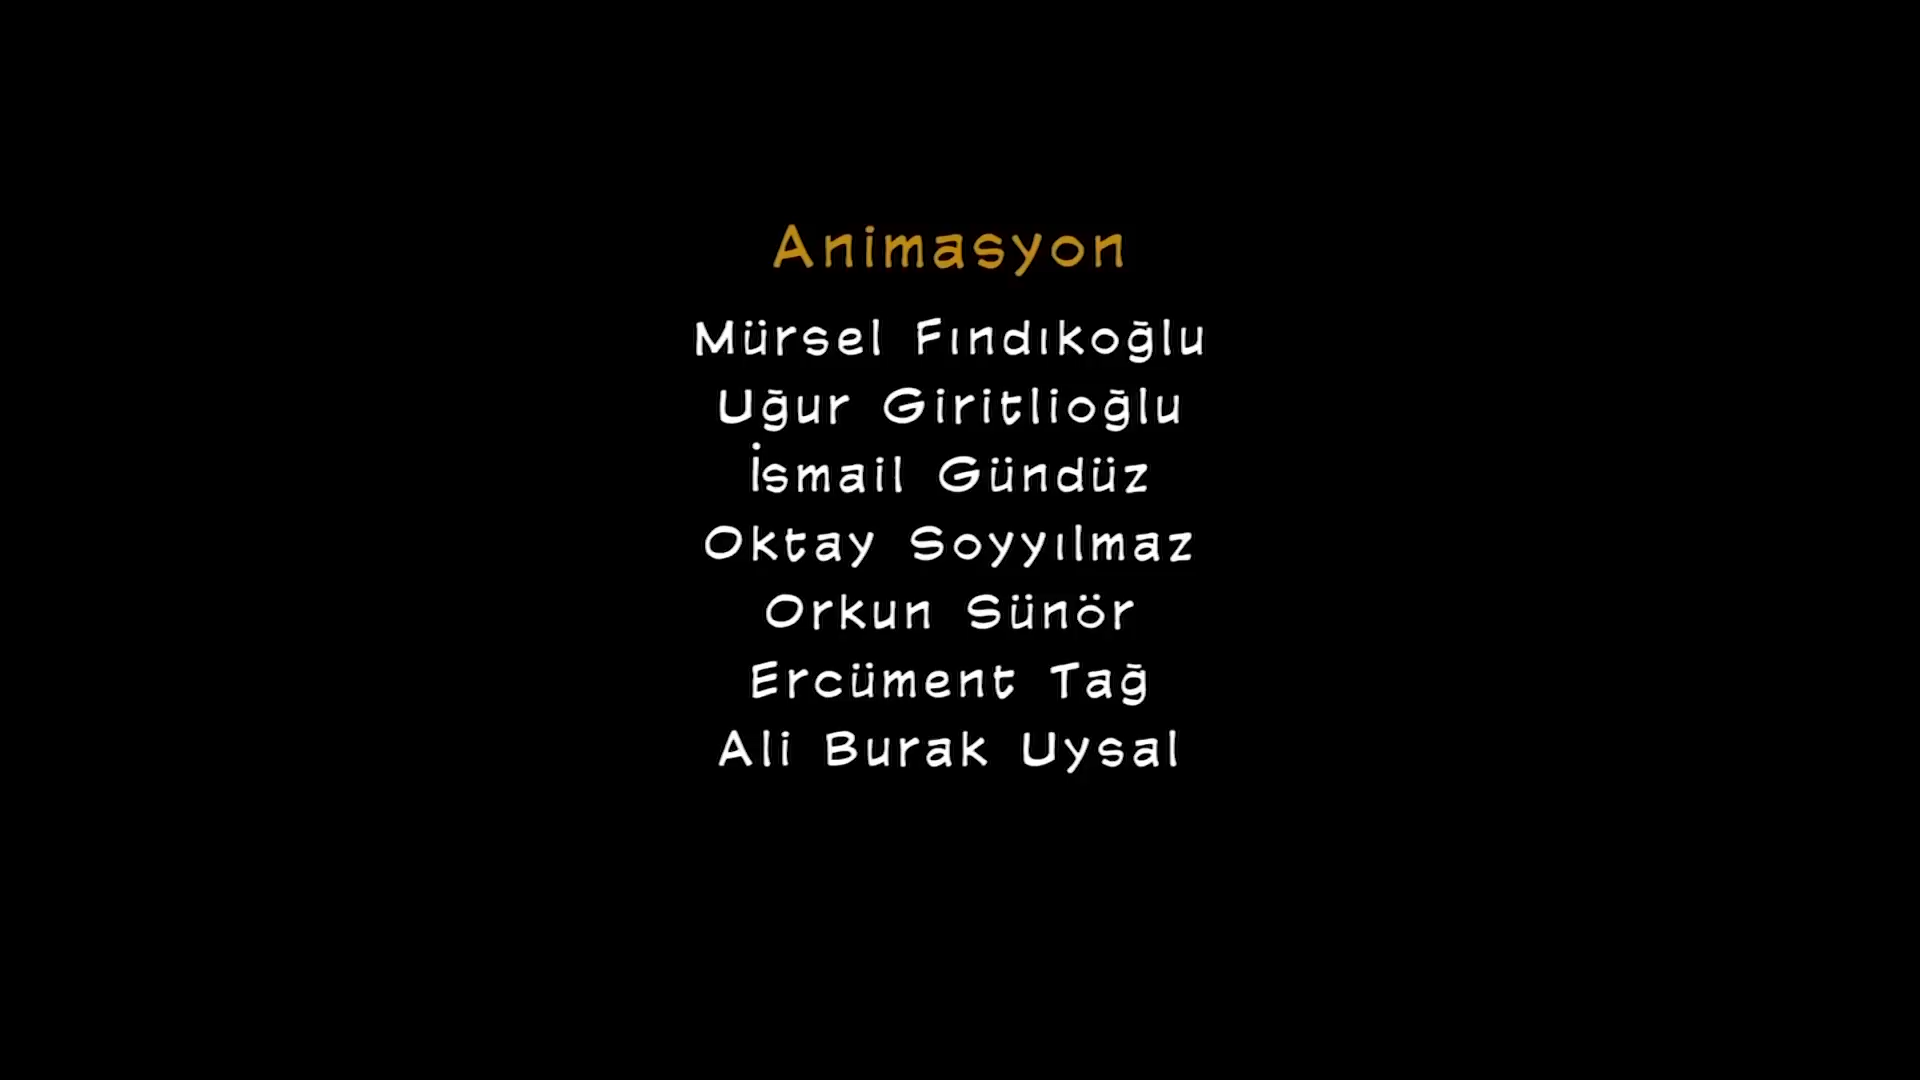 Animasyon
Mürsel Fındıkoğlu
Uğur Giritlioğlu
İsmail Gündüz
Oktay Soyyılmaz
Orkun Sünör
Ercüment Tağ
Ali Burak Uysal